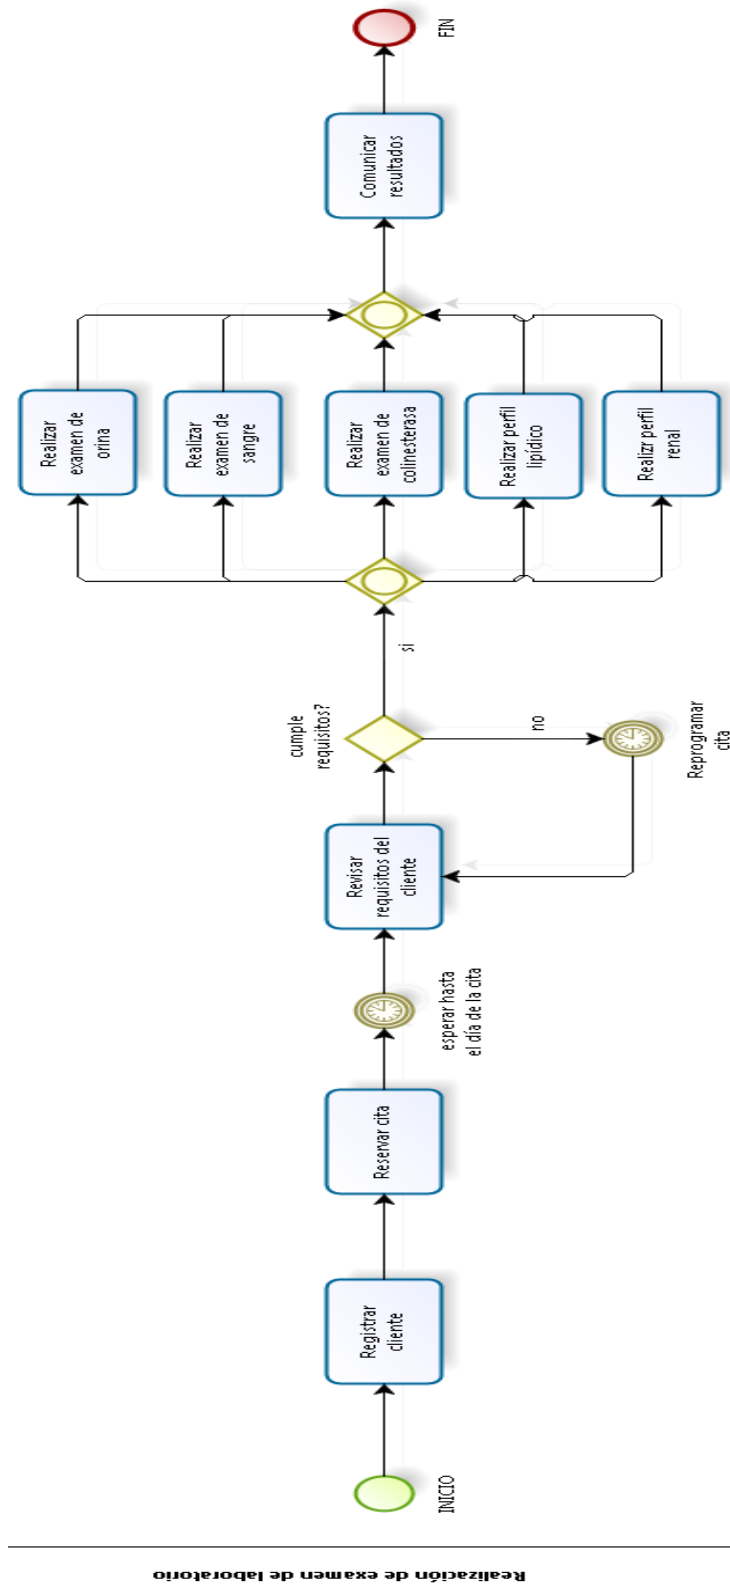 Realización de examen de laboratorio
INICIO
Registrar
cliente
Reservar cita
esperar hasta
el día de la cita
Revisar
requisitos del
cliente
cumple
requisitos?
no
Reprogramar
cita
si
Realizar
examen de
orina
Realizar
examen de
sangre
Realizar
examen de
colinesterasa
Realizar perfil
lipídico
Realizr perfil
renal
Comunicar
resultados
FIN